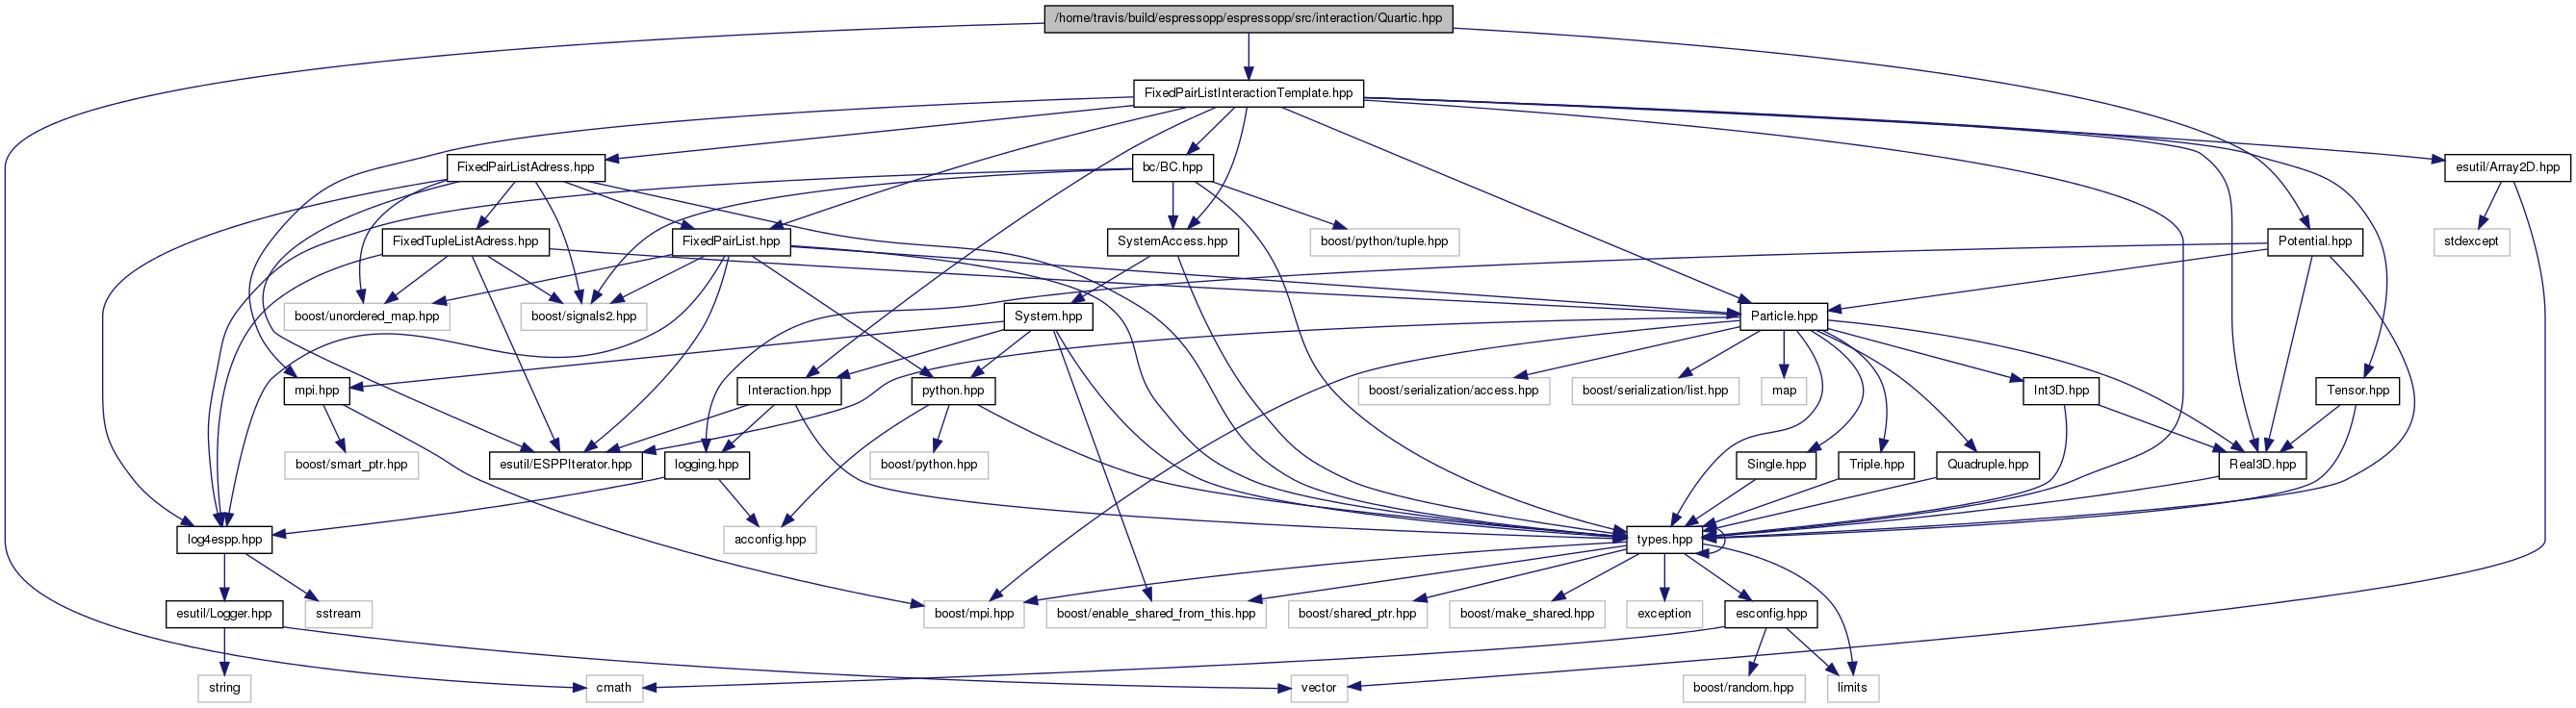 /home/travis/build/espressopp/espressopp/src/interaction/Quartic.hpp
FixedPairListInteractionTemplate.hpp
FixedPairListAdress.hpp
bc/BC.hpp
esutil/Array2D.hpp
FixedTupleListAdress.hpp
FixedPairList.hpp
SystemAccess.hpp
boost/python/tuple.hpp
Potential.hpp
stdexcept
boost/unordered_map.hpp
boost/signals2.hpp
System.hpp
Particle.hpp
mpi.hpp
Interaction.hpp
python.hpp
boost/serialization/access.hpp
boost/serialization/list.hpp
map
Int3D.hpp
Tensor.hpp
boost/smart_ptr.hpp
esutil/ESPPIterator.hpp
logging.hpp
boost/python.hpp
Single.hpp
Triple.hpp
Quadruple.hpp
Real3D.hpp
log4espp.hpp
acconfig.hpp
types.hpp
esutil/Logger.hpp
sstream
boost/mpi.hpp
boost/enable_shared_from_this.hpp
boost/shared_ptr.hpp
boost/make_shared.hpp
exception
esconfig.hpp
string
cmath
vector
boost/random.hpp
limits